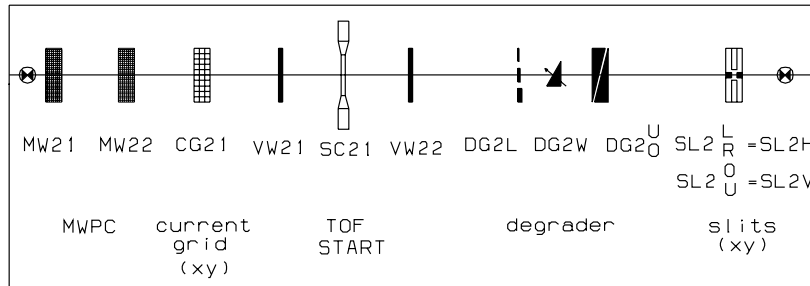 MW21 MW22 CG21 VW21 SC21 VW22 DG2L DG2W DG2 U O SL2 L R =SL2H
SL2 O U =SL2V
MWPC current grid (xy) TOF START degrader slits (xy)